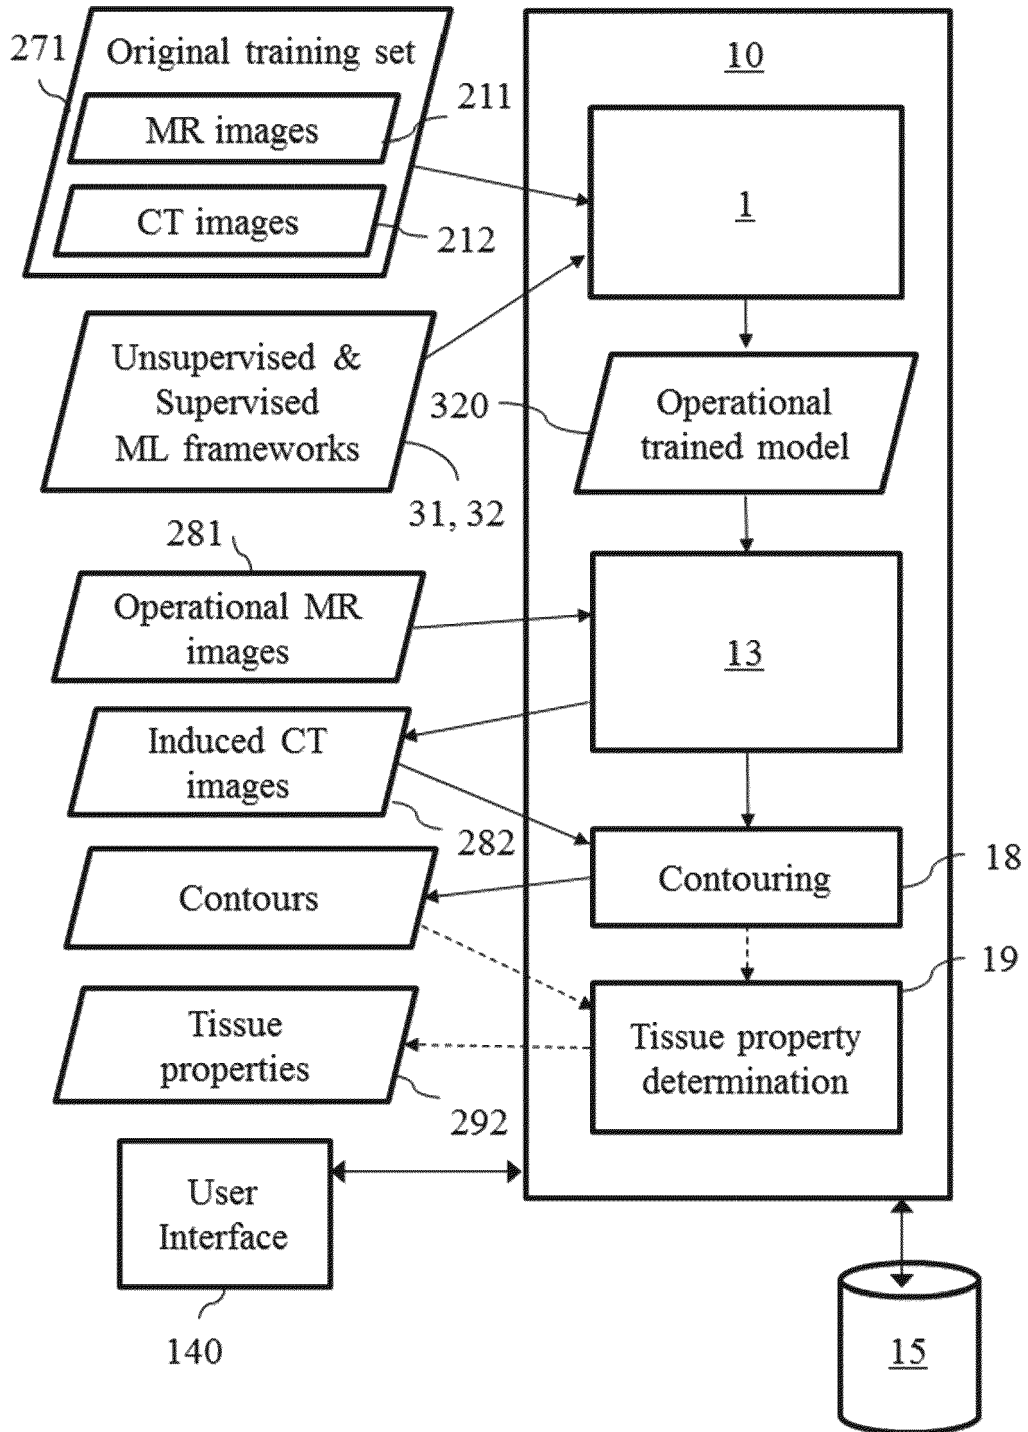 271
Original training set
MR images
211
CT images
212
10
1
Unsupervised &
Supervised
ML frameworks
31, 32
320
Operational
trained model
281
Operational MR
images
13
Induced CT
images
282
Contouring
18
Contours
19
Tissue property
determination
Tissue
properties
292
User
Interface
140
15